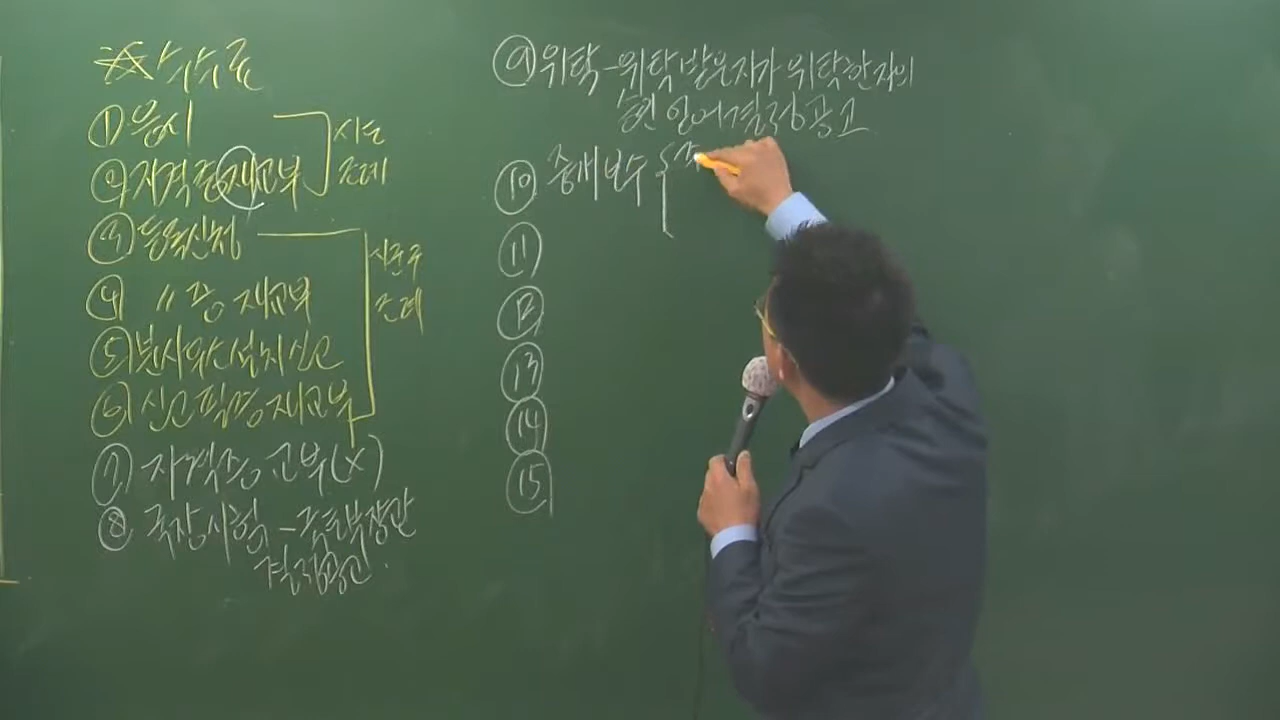 ☆수수료
① 응시
② 자격증재교부
시·도
조례
③ 등록신청
④ 〃 증 재교부
⑤ 분사무소설치신고
⑥ 신고필증재교부
시군구
조례
⑦ 자격증 교부(×)
⑧ 국장시험 - 국토부장관
결정공고
⑨ 위탁 - 위탁받은자가 위탁한자의
승인 얻어결정공고
⑩ 중개보수 {주
⑪
⑫
⑬
⑭
⑮